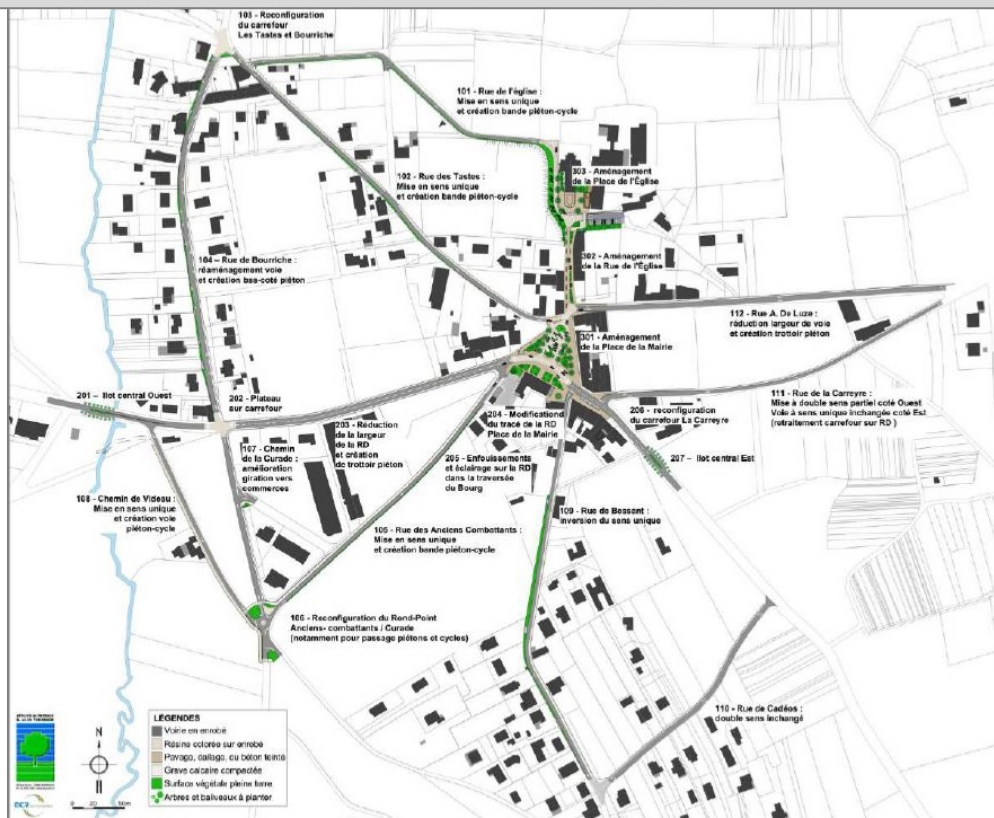 103 - Reconfiguration
du carrefour
Les Tastes et Bourriche
101 - Rue de l'église :
Mise en sens unique
et création bande piéton-cycle
303 - Aménagement
de la Place de l'Église
102 - Rue des Tastes :
Mise en sens unique
et création bande piéton-cycle
104 – Rue de Bourriche :
réaménagement voie
et création bas-coté piéton
302 - Aménagement
de la Rue de l'Église
112 - Rue A. De Luze :
réduction largeur de voie
et création trottoir piéton
301 - Aménagement
de la Place de la Mairie
201 – Ilot central Ouest
202 - Plateau
sur carrefour
111 - Rue de la Carreyre :
Mise à double sens partiel coté Ouest
Voie à sens unique inchangée coté Est
(retraitement carrefour sur RD )
203 - Réduction
de la largeur
de la RD
et création
de trottoir piéton
204 - Modificationd
du tracé de la RD
Place de la Mairie
206 - reconfiguration
du carrefour La Carreyre
107 - Chemin
de la Curade :
amélioration
giration vers
commerces
205 - Enfouissements
et éclairage sur la RD
dans la traversée
du Bourg
207 – Ilot central Est
108 - Chemin de Videau :
Mise en sens unique
et création voie
piéton-cycle
109 - Rue de Bessant :
Inversion du sens unique
105 - Rue des Anciens Combattants :
Mise en sens unique
et création bande piéton-cycle
106 - Reconfiguration du Rond-Point
Anciens- combattants / Curade
(notamment pour passage piétons et cycles)
110 - Rue de Cadéos :
double sens inchangé
LÉGENDES
Voirie en enrobé
Résine colorée sur enrobé
Pavage, dallage, ou béton teinté
Grave calcaire compactée
Surface végétale pleine terre
Arbres et baliveaux à planter
N
0 20 50m